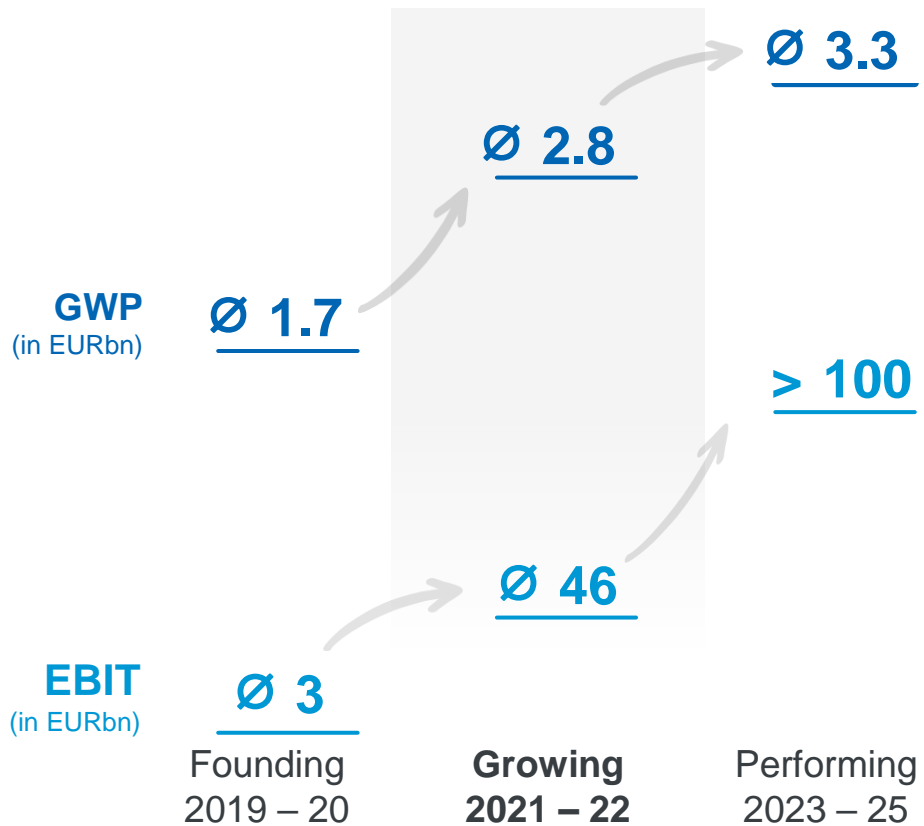 Ø 3.3
Ø 2.8
GWP
(in EURbn)
Ø 1.7
> 100
Ø 46
EBIT
(in EURbn)
Ø 3
Founding
2019 – 20
Growing
2021 – 22
Performing
2023 – 25